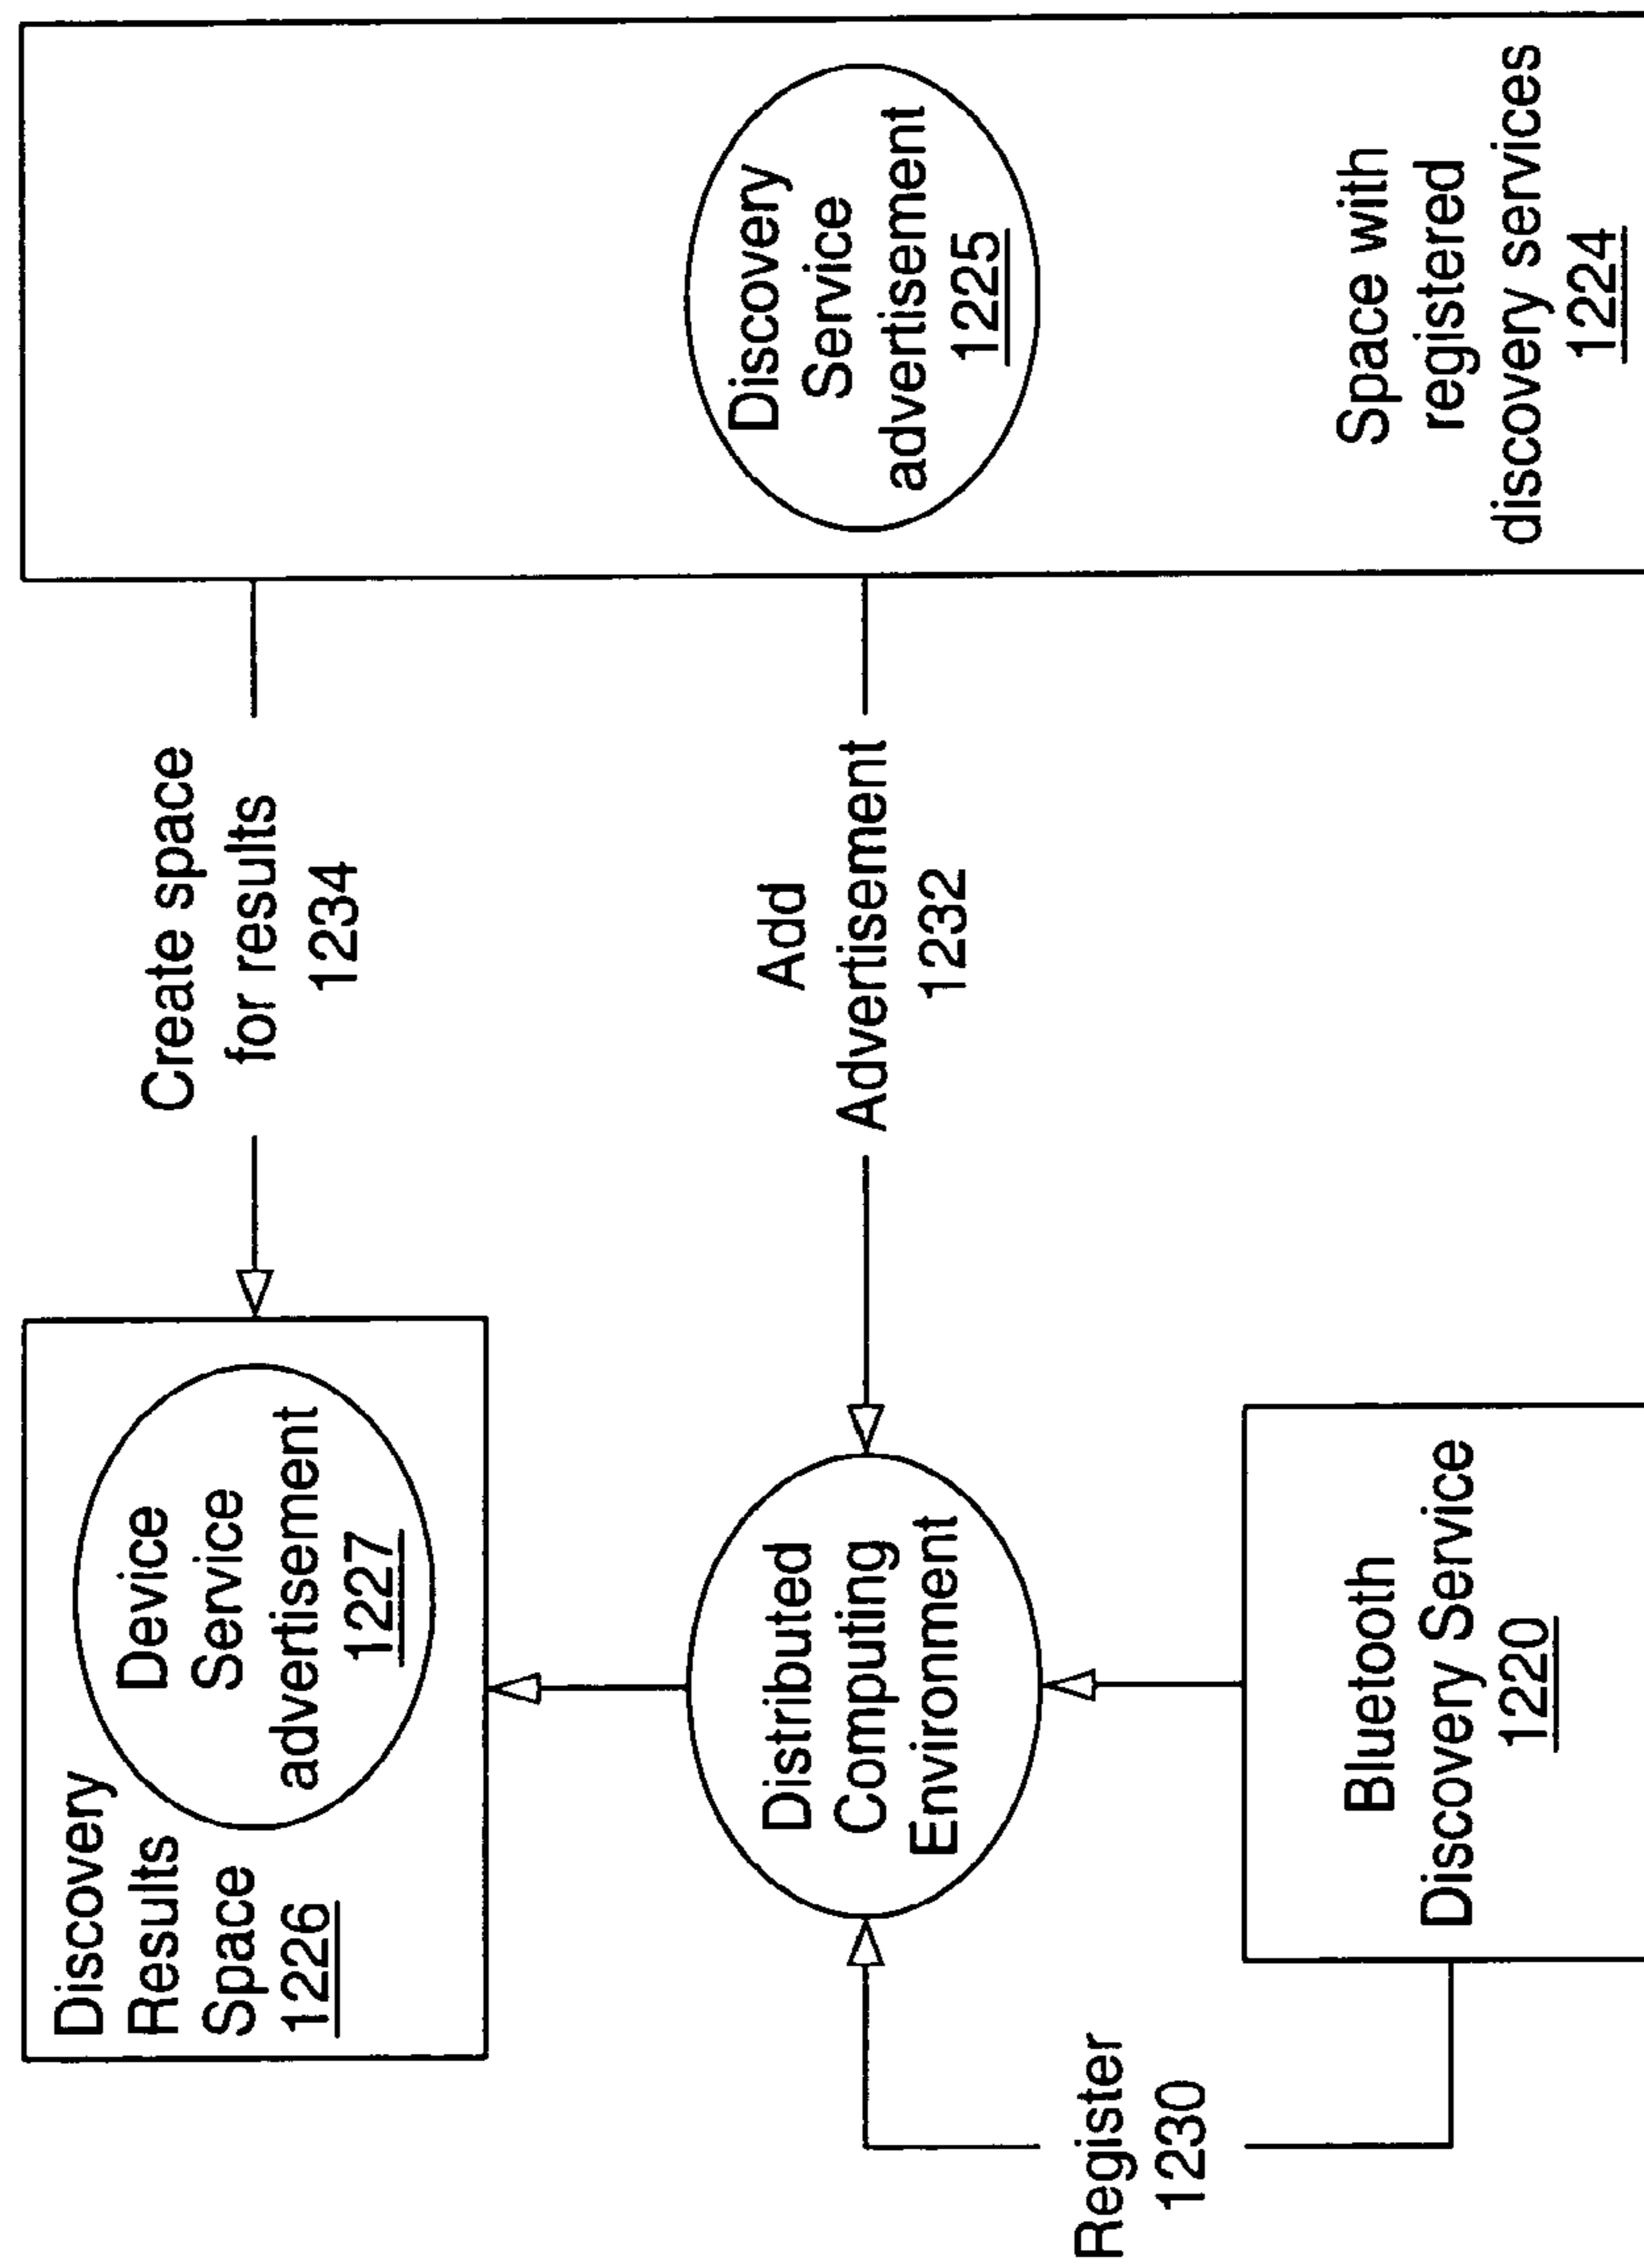 Discovery
Results
Space
1226
Device
Service
advertisement
1227
Create space
for results
1234
Distributed
Computing
Environment
Add
Advertisement
1232
Discovery
Service
advertisement
1225
Register
1230
Bluetooth
Discovery Service
1220
Space with
registered
discovery services
1224